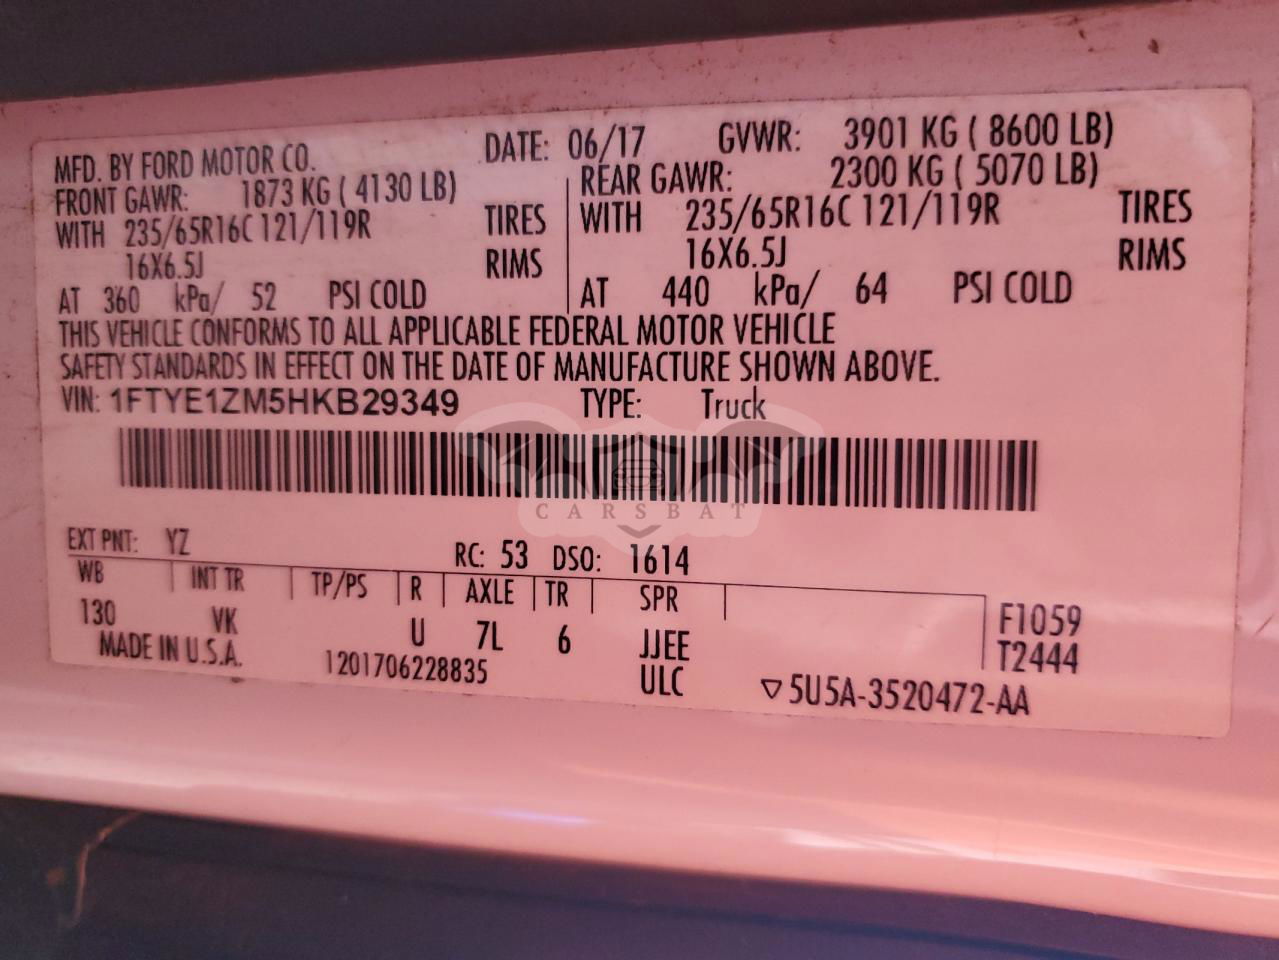 MFD. BY FORD MOTOR CO. DATE: 06/17 GVWR: 3901 KG ( 8600 LB)
FRONT GAWR: 1873 KG ( 4130 LB) REAR GAWR: 2300 KG ( 5070 LB)
WITH 235/65R16C 121/119R TIRES WITH 235/65R16C 121/119R TIRES
16X6.5J RIMS 16X6.5J RIMS
AT 360 kPa/ 52 PSI COLD AT 440 kPa/ 64 PSI COLD
THIS VEHICLE CONFORMS TO ALL APPLICABLE FEDERAL MOTOR VEHICLE
SAFETY STANDARDS IN EFFECT ON THE DATE OF MANUFACTURE SHOWN ABOVE.
VIN: 1FTYE1ZM5HKB29349 TYPE: Truck
CARSBAT
EXT PNT: YZ RC: 53 DSO: 1614
WB INT TR TP/PS R AXLE TR SPR
130 VK U 7L 6 JJEE F1059
MADE IN U.S.A. 1201706228835 ULC T2444
▽5U5A-3520472-AA